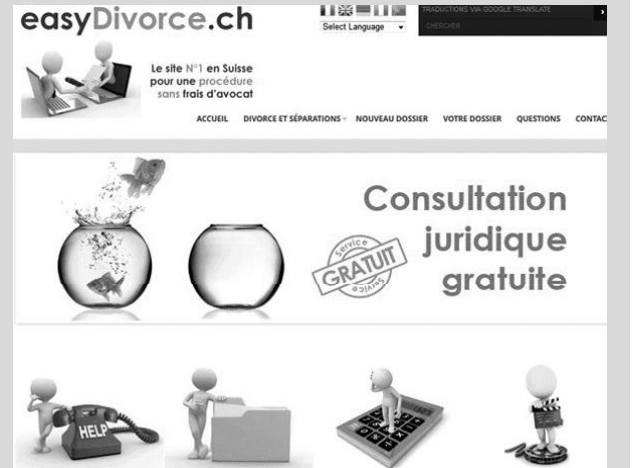 easyDivorce.ch
Select Language
TRADUCTIONS VIA GOOGLE TRANSLATE
CHERCHER
Le site N°1 en Suisse
pour une procédure
sans frais d'avocat
ACCUEIL DIVORCE ET SÉPARATIONS NOUVEAU DOSSIER VOTRE DOSSIER QUESTIONS CONTAC
Consultation
juridique
gratuite
Service
GRATUIT
Service
HELP